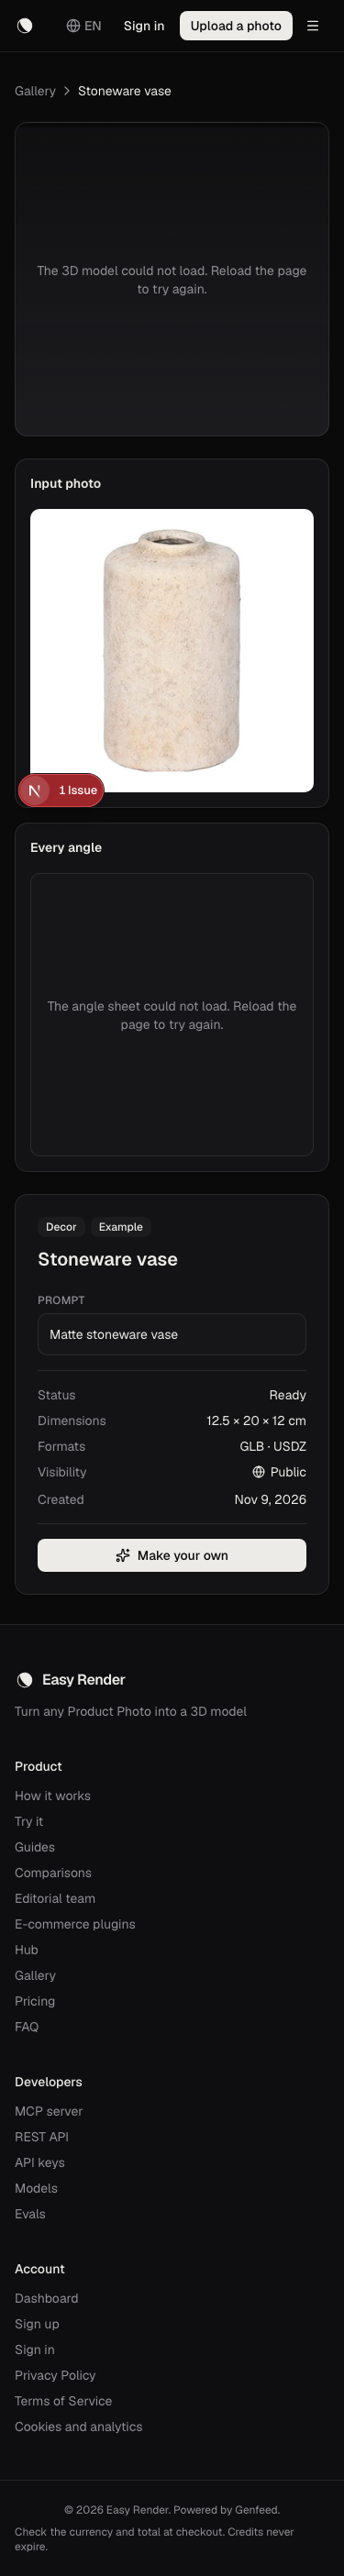 EN
Sign in
Upload a photo
Gallery
Stoneware vase
The 3D model could not load. Reload the page
to try again.
Input photo
N
1 Issue
Every angle
The angle sheet could not load. Reload the
page to try again.
Decor
Example
Stoneware vase
PROMPT
Matte stoneware vase
Status Ready
Dimensions 12.5 × 20 × 12 cm
Formats GLB · USDZ
Visibility Public
Created Nov 9, 2026
Make your own
Easy Render
Turn any Product Photo into a 3D model
Product
How it works
Try it
Guides
Comparisons
Editorial team
E-commerce plugins
Hub
Gallery
Pricing
FAQ
Developers
MCP server
REST API
API keys
Models
Evals
Account
Dashboard
Sign up
Sign in
Privacy Policy
Terms of Service
Cookies and analytics
© 2026 Easy Render. Powered by Genfeed.
Check the currency and total at checkout. Credits never
expire.